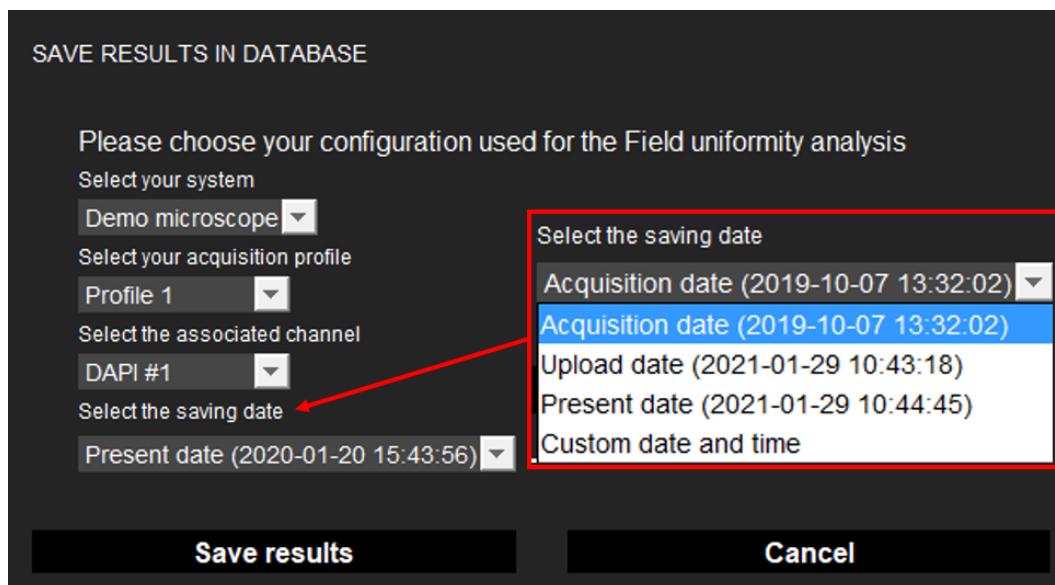 SAVE RESULTS IN DATABASE
Please choose your configuration used for the Field uniformity analysis
Select your system
Demo microscope
Select your acquisition profile
Profile 1
Select the associated channel
DAPI #1
Select the saving date
Present date (2020-01-20 15:43:56)
Select the saving date
Acquisition date (2019-10-07 13:32:02)
Acquisition date (2019-10-07 13:32:02)
Upload date (2021-01-29 10:43:18)
Present date (2021-01-29 10:44:45)
Custom date and time
Save results
Cancel